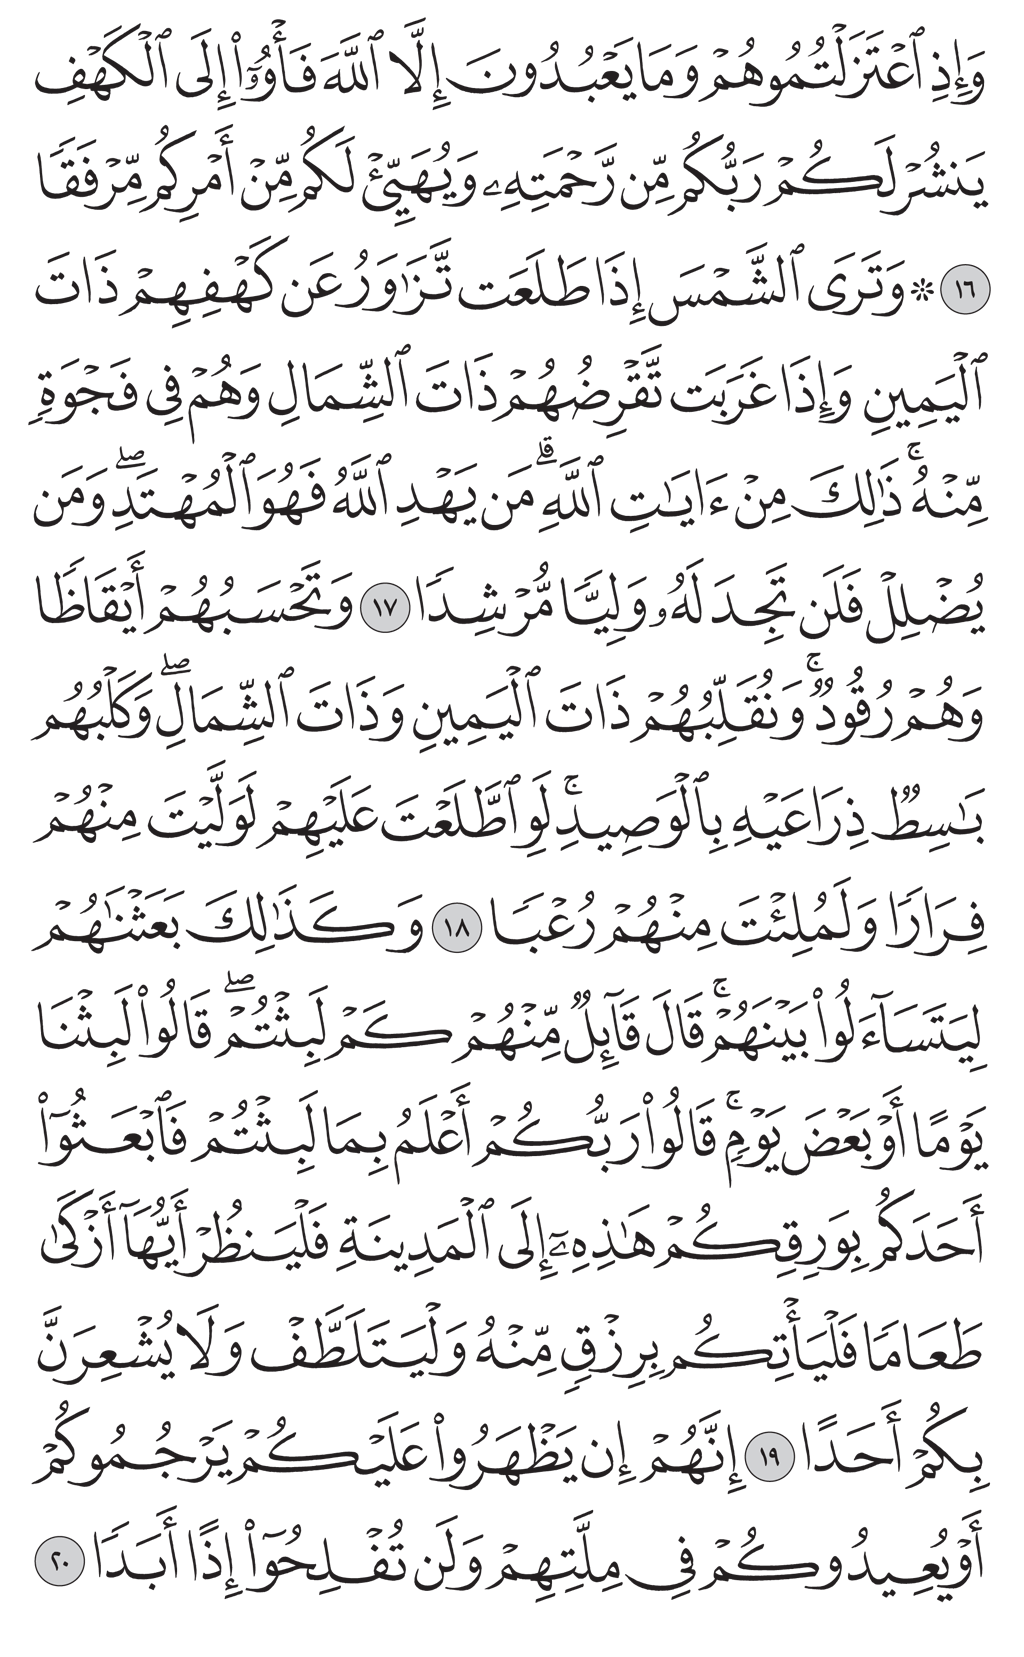 وَإِذِ ٱعۡتَزَلۡتُمُوهُمۡ وَمَا يَعۡبُدُونَ إِلَّا ٱللَّهَ فَأۡوُۥٓاْ إِلَى ٱلۡكَهۡفِ
يَنشُرۡ لَكُمۡ رَبُّكُم مِّن رَّحۡمَتِهِۦ وَيُهَيِّئۡ لَكُم مِّنۡ أَمۡرِكُم مِّرۡفَقٗا
١٦ ۞ وَتَرَى ٱلشَّمۡسَ إِذَا طَلَعَت تَّزَٰوَرُ عَن كَهۡفِهِمۡ ذَاتَ
ٱلۡيَمِينِ وَإِذَا غَرَبَت تَّقۡرِضُهُمۡ ذَاتَ ٱلشِّمَالِ وَهُمۡ فِي فَجۡوَةٖ
مِّنۡهُۚ ذَٰلِكَ مِنۡ ءَايَٰتِ ٱللَّهِۗ مَن يَهۡدِ ٱللَّهُ فَهُوَ ٱلۡمُهۡتَدِۖ وَمَن
يُضۡلِلۡ فَلَن تَجِدَ لَهُۥ وَلِيّٗا مُّرۡشِدٗا ١٧ وَتَحۡسَبُهُمۡ أَيۡقَاظٗا
وَهُمۡ رُقُودٞۚ وَنُقَلِّبُهُمۡ ذَاتَ ٱلۡيَمِينِ وَذَاتَ ٱلشِّمَالِۖ وَكَلۡبُهُم
بَٰسِطٞ ذِرَاعَيۡهِ بِٱلۡوَصِيدِۚ لَوِ ٱطَّلَعۡتَ عَلَيۡهِمۡ لَوَلَّيۡتَ مِنۡهُمۡ
فِرَارٗا وَلَمُلِئۡتَ مِنۡهُمۡ رُعۡبٗا ١٨ وَكَذَٰلِكَ بَعَثۡنَٰهُمۡ
لِيَتَسَآءَلُواْ بَيۡنَهُمۡۚ قَالَ قَآئِلٞ مِّنۡهُمۡ كَمۡ لَبِثۡتُمۡۖ قَالُواْ لَبِثۡنَا
يَوۡمًا أَوۡ بَعۡضَ يَوۡمٖۚ قَالُواْ رَبُّكُمۡ أَعۡلَمُ بِمَا لَبِثۡتُمۡ فَٱبۡعَثُوٓاْ
أَحَدَكُم بِوَرِقِكُمۡ هَٰذِهِۦٓ إِلَى ٱلۡمَدِينَةِ فَلۡيَنظُرۡ أَيُّهَآ أَزۡكَىٰ
طَعَامٗا فَلۡيَأۡتِكُم بِرِزۡقٖ مِّنۡهُ وَلۡيَتَلَطَّفۡ وَلَا يُشۡعِرَنَّ
بِكُمۡ أَحَدًا ١٩ إِنَّهُمۡ إِن يَظۡهَرُواْ عَلَيۡكُمۡ يَرۡجُمُوكُمۡ
أَوۡ يُعِيدُوكُمۡ فِي مِلَّتِهِمۡ وَلَن تُفۡلِحُوٓاْ إِذًا أَبَدٗا ٢٠